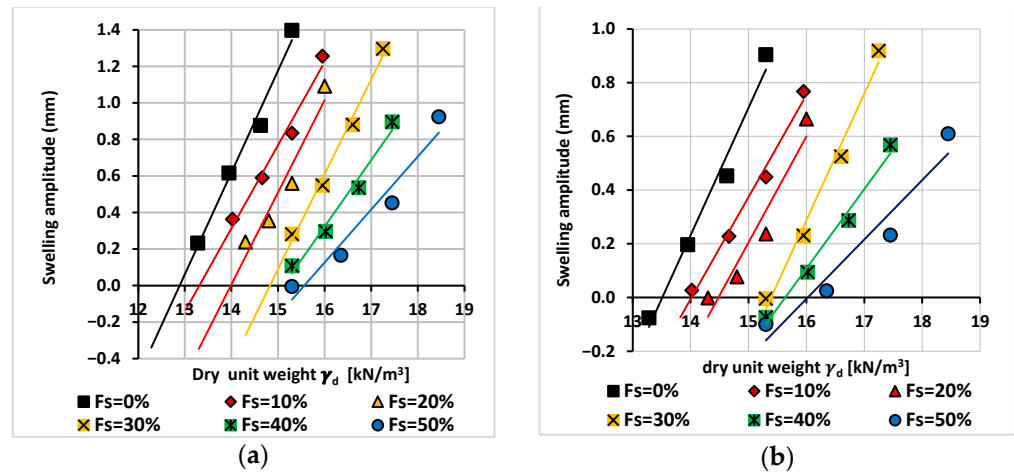 1.4
1.2
1.0
0.8
0.6
0.4
0.2
0.0
−0.2
−0.4
12 13 14 15 16 17 18 19
Swelling amplitude (mm)
Dry unit weight γd [kN/m³]
Fs=0% Fs=10% Fs=20%
Fs=30% Fs=40% Fs=50%
(a)
1.0
0.8
0.6
0.4
0.2
0.0
−0.2
13 14 15 16 17 18 19
Swelling amplitude (mm)
dry unit weight γd [kN/m³]
Fs=0% Fs=10% Fs=20%
Fs=30% Fs=40% Fs=50%
(b)